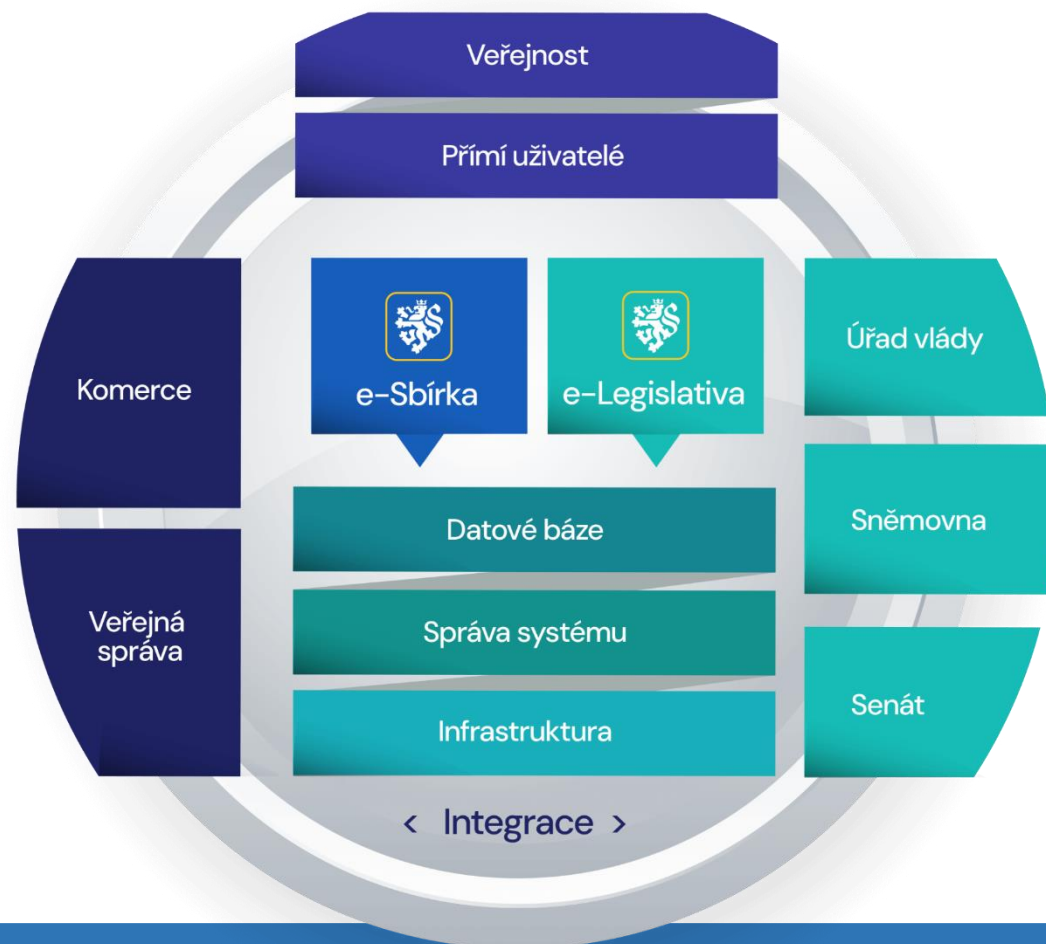 Veřejnost
Přímí uživatelé
Komerce
Veřejná
správa
e-Sbírka
e-Legislativa
Datové báze
Správa systému
Infrastruktura
< Integrace >
Úřad vlády
Sněmovna
Senát